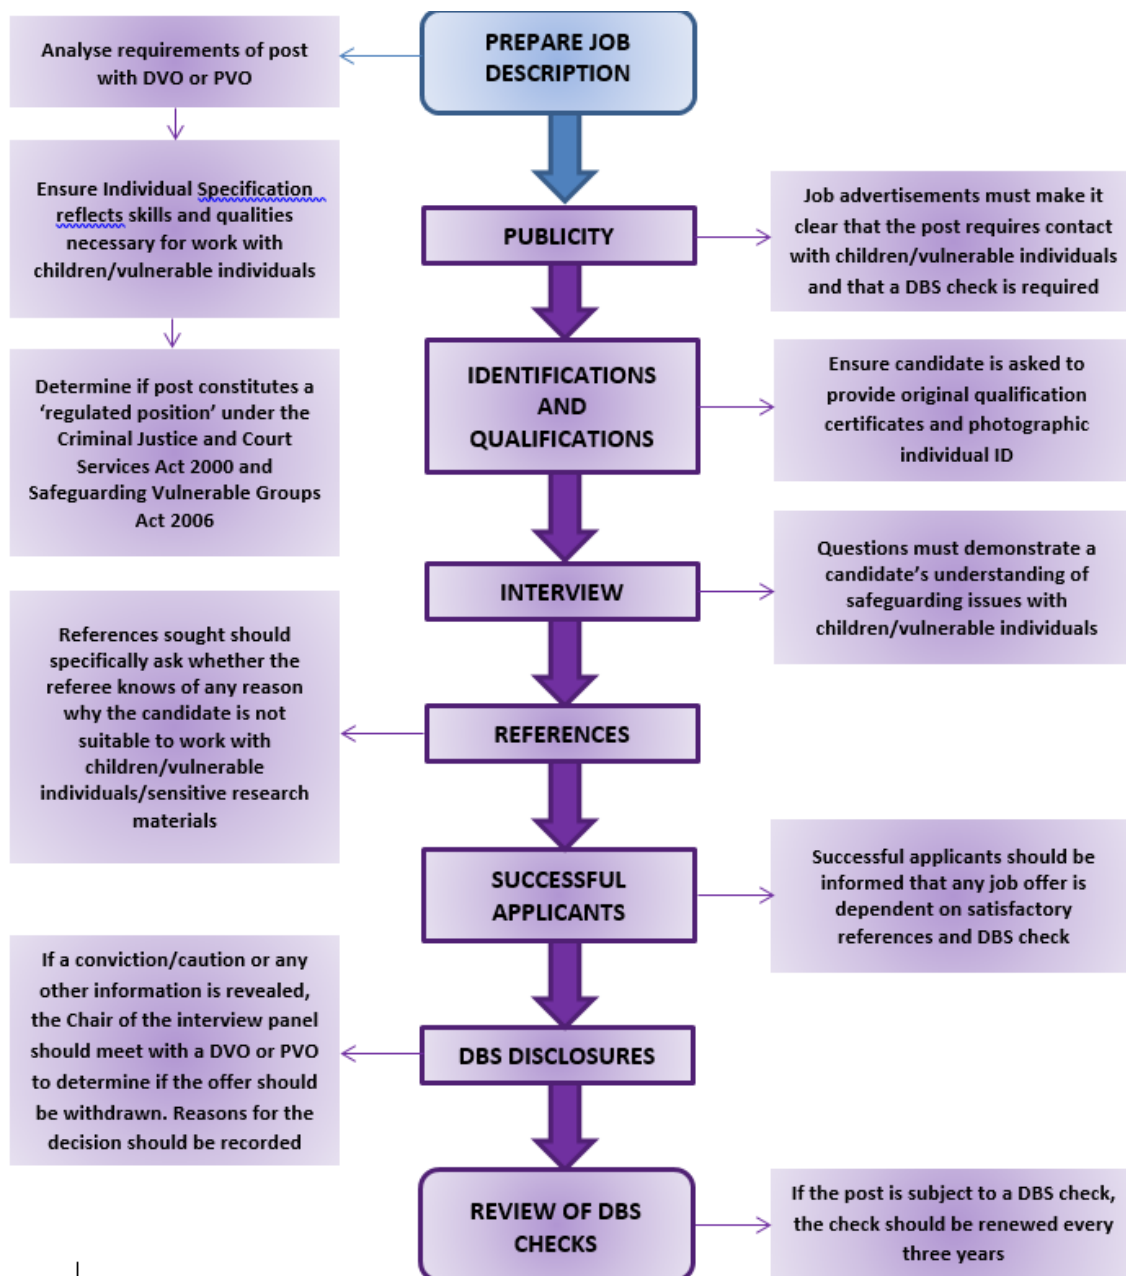 PREPARE JOB
DESCRIPTION
Analyse requirements of post
with DVO or PVO
Ensure Individual Specification
reflects skills and qualities
necessary for work with
children/vulnerable individuals
Determine if post constitutes a
‘regulated position’ under the
Criminal Justice and Court
Services Act 2000 and
Safeguarding Vulnerable Groups
Act 2006
PUBLICITY
Job advertisements must make it
clear that the post requires contact
with children/vulnerable individuals
and that a DBS check is required
IDENTIFICATIONS
AND
QUALIFICATIONS
Ensure candidate is asked to
provide original qualification
certificates and photographic
individual ID
INTERVIEW
Questions must demonstrate a
candidate’s understanding of
safeguarding issues with
children/vulnerable individuals
REFERENCES
References sought should
specifically ask whether the
referee knows of any reason
why the candidate is not
suitable to work with
children/vulnerable
individuals/sensitive research
materials
SUCCESSFUL
APPLICANTS
Successful applicants should be
informed that any job offer is
dependent on satisfactory
references and DBS check
DBS DISCLOSURES
If a conviction/caution or any
other information is revealed,
the Chair of the interview panel
should meet with a DVO or PVO
to determine if the offer should
be withdrawn. Reasons for the
decision should be recorded
REVIEW OF DBS
CHECKS
If the post is subject to a DBS check,
the check should be renewed every
three years